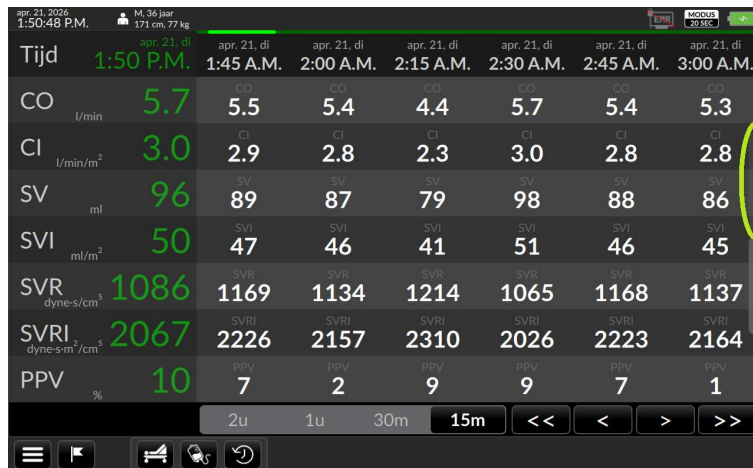 apr. 21, 2026
1:50:48 P.M.
M, 36 jaar
171 cm, 77 kg
EMR
MODUS
20 SEC
Tijd
apr. 21, di
1:50 P.M.
apr. 21, di
1:45 A.M.
apr. 21, di
2:00 A.M.
apr. 21, di
2:15 A.M.
apr. 21, di
2:30 A.M.
apr. 21, di
2:45 A.M.
apr. 21, di
3:00 A.M.
CO l/min 5.7
CO CO CO CO CO CO
5.5 5.4 4.4 5.7 5.4 5.3
CI l/min/m² 3.0
CI CI CI CI CI CI
2.9 2.8 2.3 3.0 2.8 2.8
SV ml 96
SV SV SV SV SV SV
89 87 79 98 88 86
SVI ml/m² 50
SVI SVI SVI SVI SVI SVI
47 46 41 51 46 45
SVR dyne·s/cm⁵ 1086
SVR SVR SVR SVR SVR SVR
1169 1134 1214 1065 1168 1137
SVRI dyne·s·m²/cm⁵ 2067
SVRI SVRI SVRI SVRI SVRI SVRI
2226 2157 2310 2026 2223 2164
PPV % 10
PPV PPV PPV PPV PPV PPV
7 2 9 9 7 1
2u 1u 30m 15m << < > >>